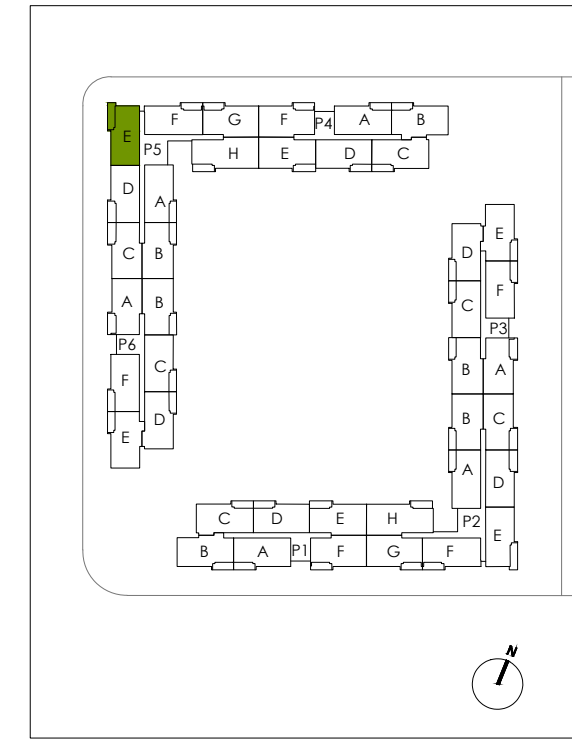 F G F P4 A B
E P5
H E D C
D A
C B
A B
P6
F C
E D
E
D F
C P3
B A
B C
A D
P2 E
C D E H
B A P1 F G F
N